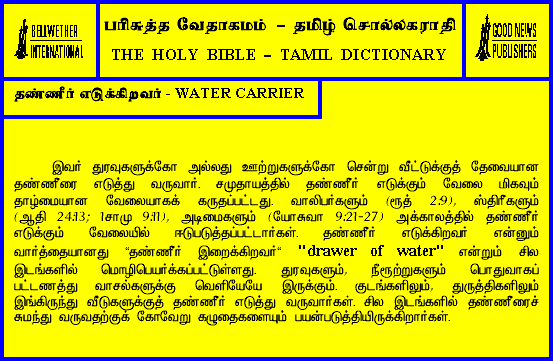 BELLWETHER INTERNATIONAL
பரிசுத்த வேதாகமம் – தமிழ் சொல்லகராதி
THE HOLY BIBLE – TAMIL DICTIONARY
GOOD NEWS PUBLISHERS
தண்ணீர் எடுக்கிறவர் - WATER CARRIER
இவர் துரவுகளுக்கோ அல்லது ஊற்றுகளுக்கோ சென்று வீட்டுக்குத் தேவையான
தண்ணீரை எடுத்து வருவார். சமுதாயத்தில் தண்ணீர் எடுக்கும் வேலை மிகவும்
தாழ்மையான வேலையாகக் கருதப்பட்டது. வாலிபர்களும் (ரூத் 2:9), ஸ்திரீகளும்
(ஆதி 24:13; 1சாமு 9:11), அடிமைகளும் (யோசுவா 9:21-27) அக்காலத்தில் தண்ணீர்
எடுக்கும் வேலையில் ஈடுபடுத்தப்பட்டார்கள். தண்ணீர் எடுக்கிறவர் என்னும்
வார்த்தையானது "தண்ணீர் இறைக்கிறவர்" "drawer of water" என்றும் சில
இடங்களில் மொழிபெயர்க்கப்பட்டுள்ளது. துரவுகளும், நீரூற்றுகளும் பொதுவாகப்
பட்டணத்து வாசல்களுக்கு வெளியேயே இருக்கும். குடங்களிலும், துருத்திகளிலும்
இங்கிருந்து வீடுகளுக்குத் தண்ணீர் எடுத்து வருவார்கள். சில இடங்களில் தண்ணீரைச்
சுமந்து வருவதற்குக் கோவேறு கழுதைகளையும் பயன்படுத்தியிருக்கிறார்கள்.